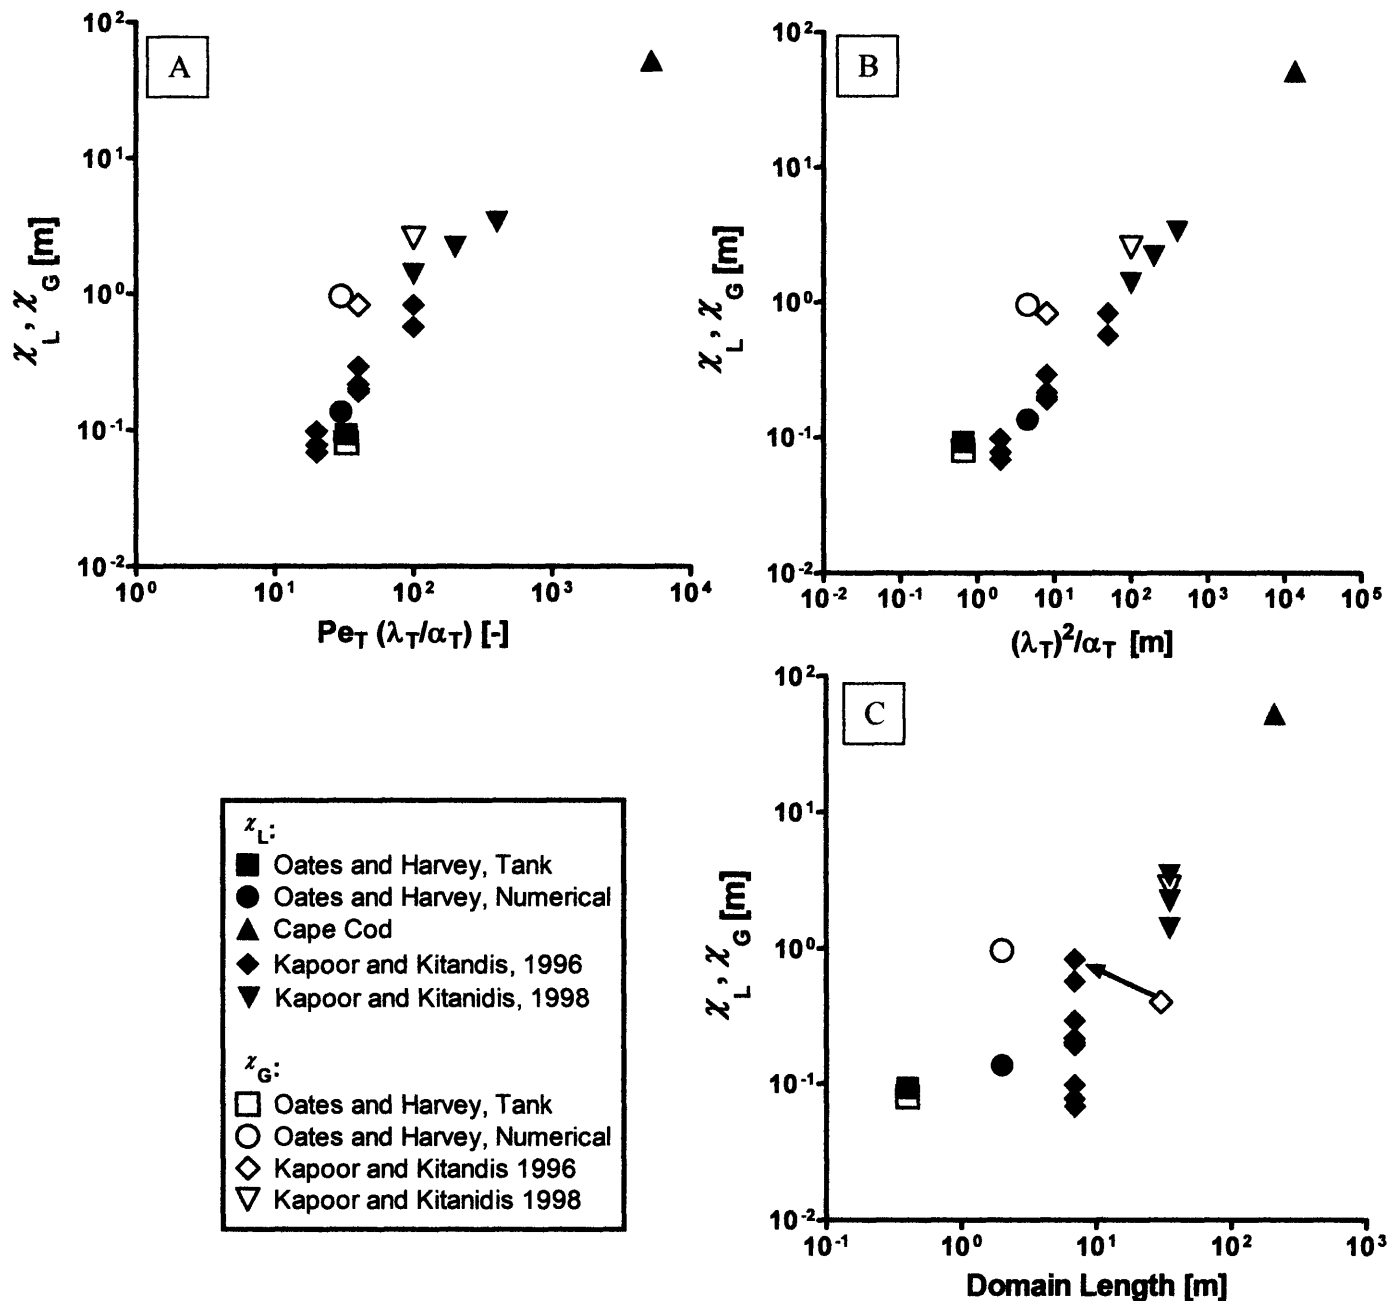 A
10²
10¹
10⁰
10⁻¹
10⁻²
χ_L , χ_G [m]
10⁰ 10¹ 10² 10³ 10⁴
Pe_T (λ_T/α_T) [-]
B
10²
10¹
10⁰
10⁻¹
10⁻²
χ_L , χ_G [m]
10⁻² 10⁻¹ 10⁰ 10¹ 10² 10³ 10⁴ 10⁵
(λ_T)²/α_T [m]
C
10²
10¹
10⁰
10⁻¹
10⁻²
χ_L , χ_G [m]
10⁻¹ 10⁰ 10¹ 10² 10³
Domain Length [m]
χ_L:
Oates and Harvey, Tank
Oates and Harvey, Numerical
Cape Cod
Kapoor and Kitandis, 1996
Kapoor and Kitanidis, 1998
χ_G:
Oates and Harvey, Tank
Oates and Harvey, Numerical
Kapoor and Kitandis 1996
Kapoor and Kitanidis 1998